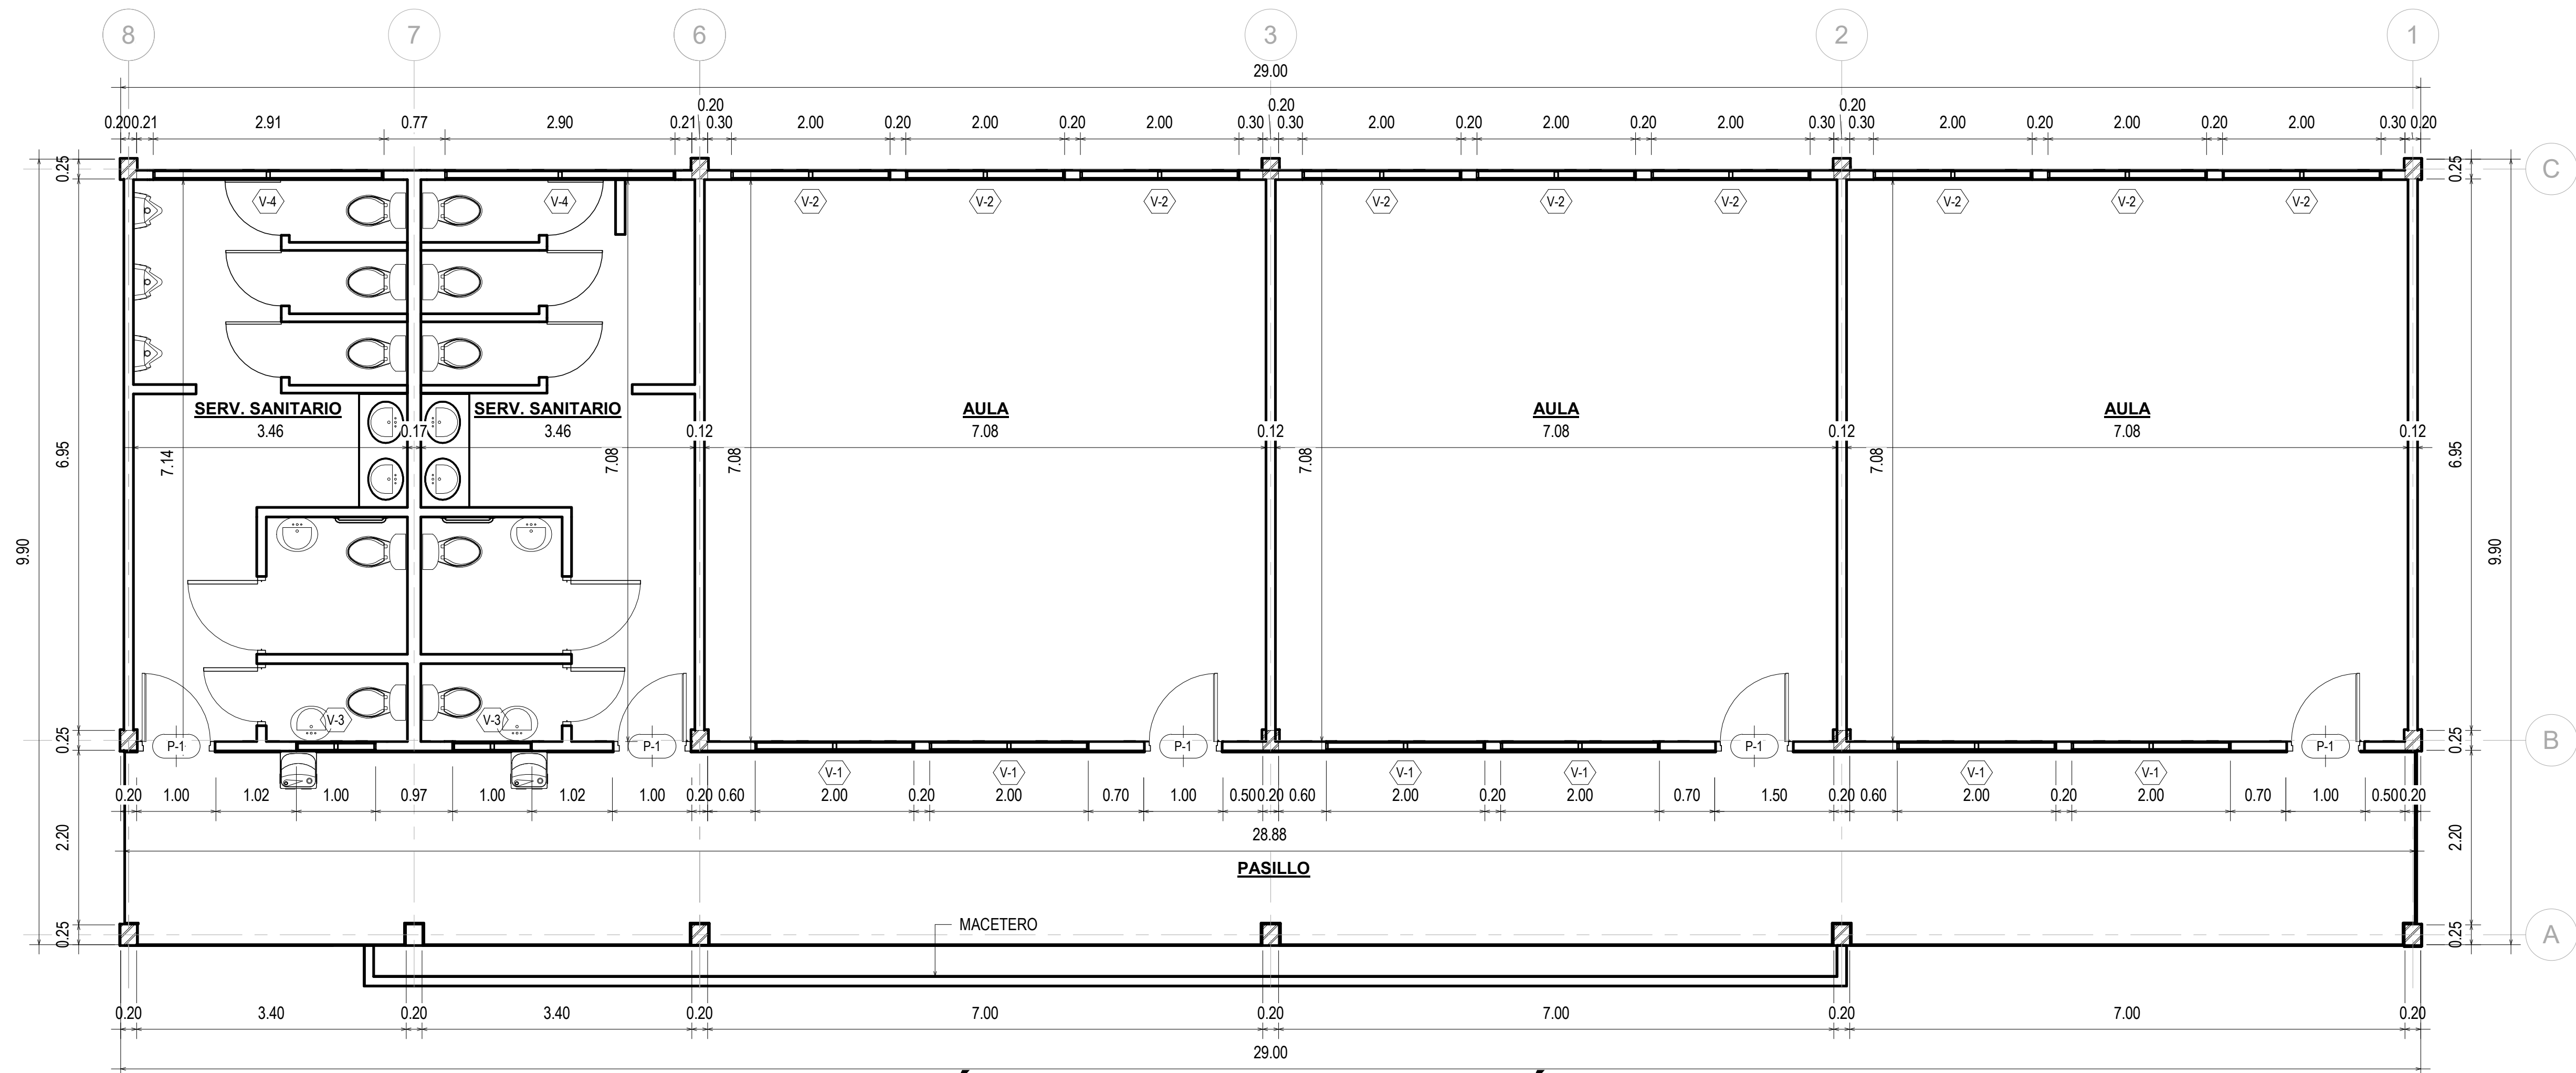 8 7 6 3 2 1
29.00
0.20 0.20 0.20
0.20 0.21 2.91 0.77 2.90 0.21 0.30 2.00 0.20 2.00 0.20 2.00 0.30 0.30 2.00 0.20 2.00 0.20 2.00 0.30 0.30 2.00 0.20 2.00 0.20 2.00 0.30 0.20
0.25 0.25 C
V-4 V-4 V-2 V-2 V-2 V-2 V-2 V-2 V-2 V-2 V-2
SERV. SANITARIO SERV. SANITARIO AULA AULA AULA
3.46 0.17 3.46 0.12 7.08 0.12 7.08 0.12 7.08 0.12
6.95 7.14 7.08 7.08 7.08 7.08 6.95
9.90 9.90
V-3 V-3
0.25 P-1 P-1 P-1 P-1 P-1 0.25 B
V-1 V-1 V-1 V-1 V-1 V-1
0.20 1.00 1.02 1.00 0.97 1.00 1.02 1.00 0.20 0.60 2.00 0.20 2.00 0.70 1.00 0.50 0.20 0.60 2.00 0.20 2.00 0.70 1.50 0.20 0.60 2.00 0.20 2.00 0.70 1.00 0.50 0.20
2.20 28.88 2.20
PASILLO
0.25 MACETERO 0.25 A
0.20 3.40 0.20 3.40 0.20 7.00 0.20 7.00 0.20 7.00 0.20
29.00